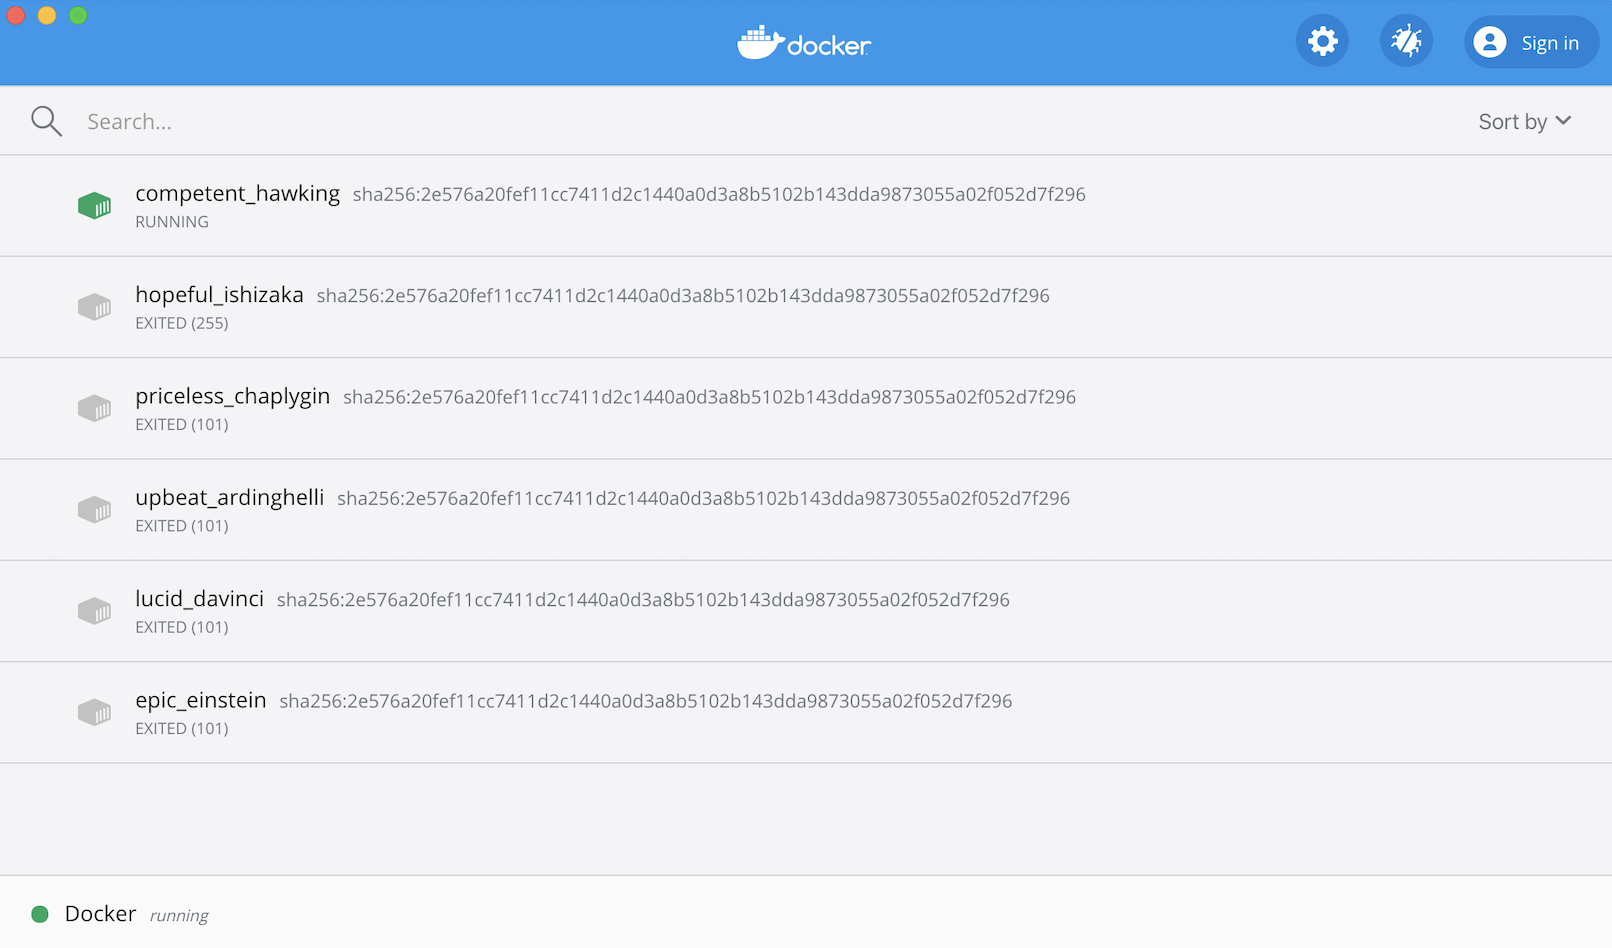 docker
Sign in
Search...
Sort by
competent_hawking sha256:2e576a20fef11cc7411d2c1440a0d3a8b5102b143dda9873055a02f052d7f296
RUNNING
hopeful_ishizaka sha256:2e576a20fef11cc7411d2c1440a0d3a8b5102b143dda9873055a02f052d7f296
EXITED (255)
priceless_chaplygin sha256:2e576a20fef11cc7411d2c1440a0d3a8b5102b143dda9873055a02f052d7f296
EXITED (101)
upbeat_ardinghelli sha256:2e576a20fef11cc7411d2c1440a0d3a8b5102b143dda9873055a02f052d7f296
EXITED (101)
lucid_davinci sha256:2e576a20fef11cc7411d2c1440a0d3a8b5102b143dda9873055a02f052d7f296
EXITED (101)
epic_einstein sha256:2e576a20fef11cc7411d2c1440a0d3a8b5102b143dda9873055a02f052d7f296
EXITED (101)
Docker running